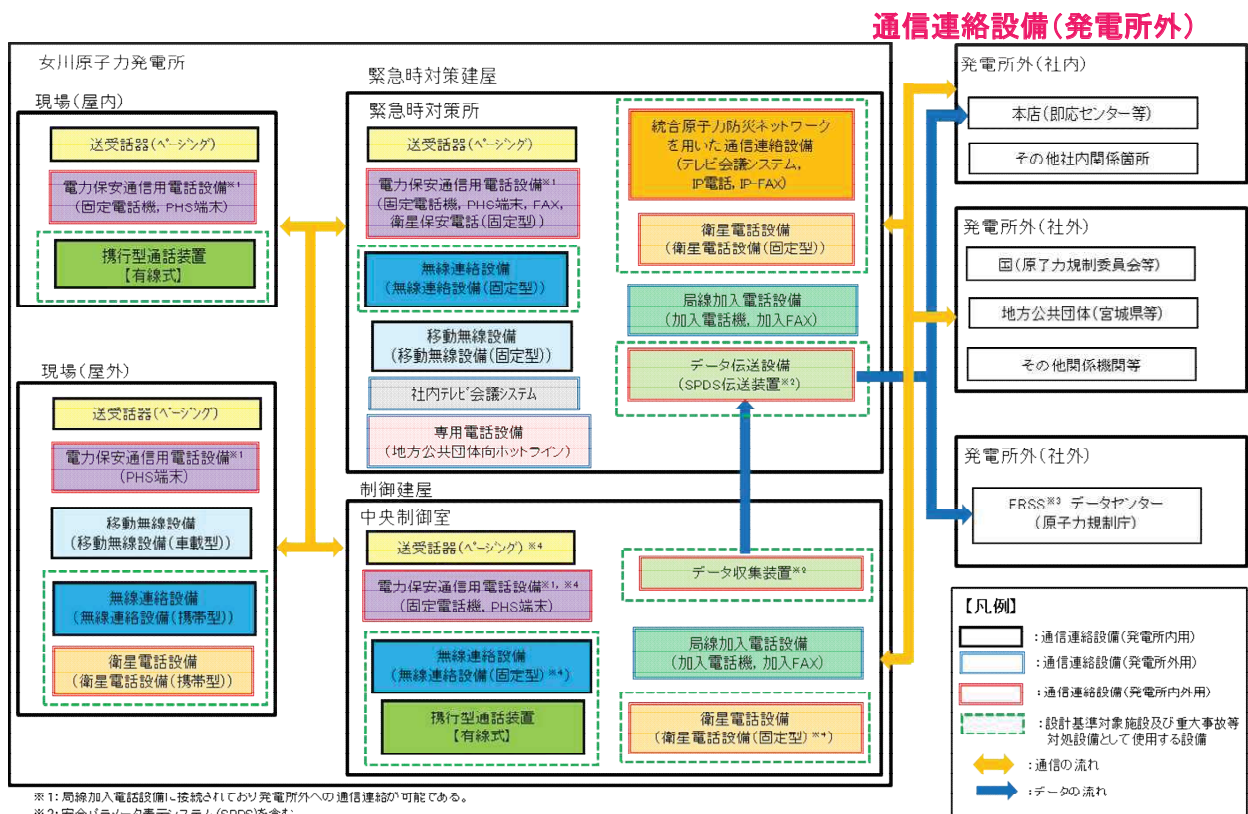 通信連絡設備(発電所外)
女川原子力発電所
現場(屋内)
送受話器(ページング)
電力保安通信用電話設備※1
(固定電話機, PHS端末)
携行型通話装置
【有線式】
現場(屋外)
送受話器(ページング)
電力保安通信用電話設備※1
(PHS端末)
移動無線設備
(移動無線設備(車載型))
無線連絡設備
(無線連絡設備(携帯型))
衛星電話設備
(衛星電話設備(携帯型))
緊急時対策建屋
緊急時対策所
送受話器(ページング)
電力保安通信用電話設備※1
(固定電話機, PHS端末, FAX,
衛星保安電話(固定型))
無線連絡設備
(無線連絡設備(固定型))
移動無線設備
(移動無線設備(固定型))
社内テレビ会議システム
専用電話設備
(地方公共団体向ホットライン)
統合原子力防災ネットワーク
を用いた通信連絡設備
(テレビ会議システム,
IP電話, IP-FAX)
衛星電話設備
(衛星電話設備(固定型))
局線加入電話設備
(加入電話機, 加入FAX)
データ伝送設備
(SPDS伝送装置※2)
制御建屋
中央制御室
送受話器(ページング)※4
電力保安通信用電話設備※1, ※4
(固定電話機, PHS端末)
無線連絡設備
(無線連絡設備(固定型)※4)
携行型通話装置
【有線式】
データ収集装置※2
局線加入電話設備
(加入電話機, 加入FAX)
衛星電話設備
(衛星電話設備(固定型)※4)
発電所外(社内)
本店(即応センター等)
その他社内関係箇所
発電所外(社外)
国(原子力規制委員会等)
地方公共団体(宮城県等)
その他関係機関等
発電所外(社外)
ERSS※3 データセンター
(原子力規制庁)
【凡例】
:通信連絡設備(発電所内用)
:通信連絡設備(発電所外用)
:通信連絡設備(発電所内外用)
:設計基準対象施設及び重大事故等
対処設備として使用する設備
:通信の流れ
:データの流れ
※1:局線加入電話設備に接続されており発電所外への通信連絡が可能である。
※2:安全パラメータ表示システム(SPDS)を含む